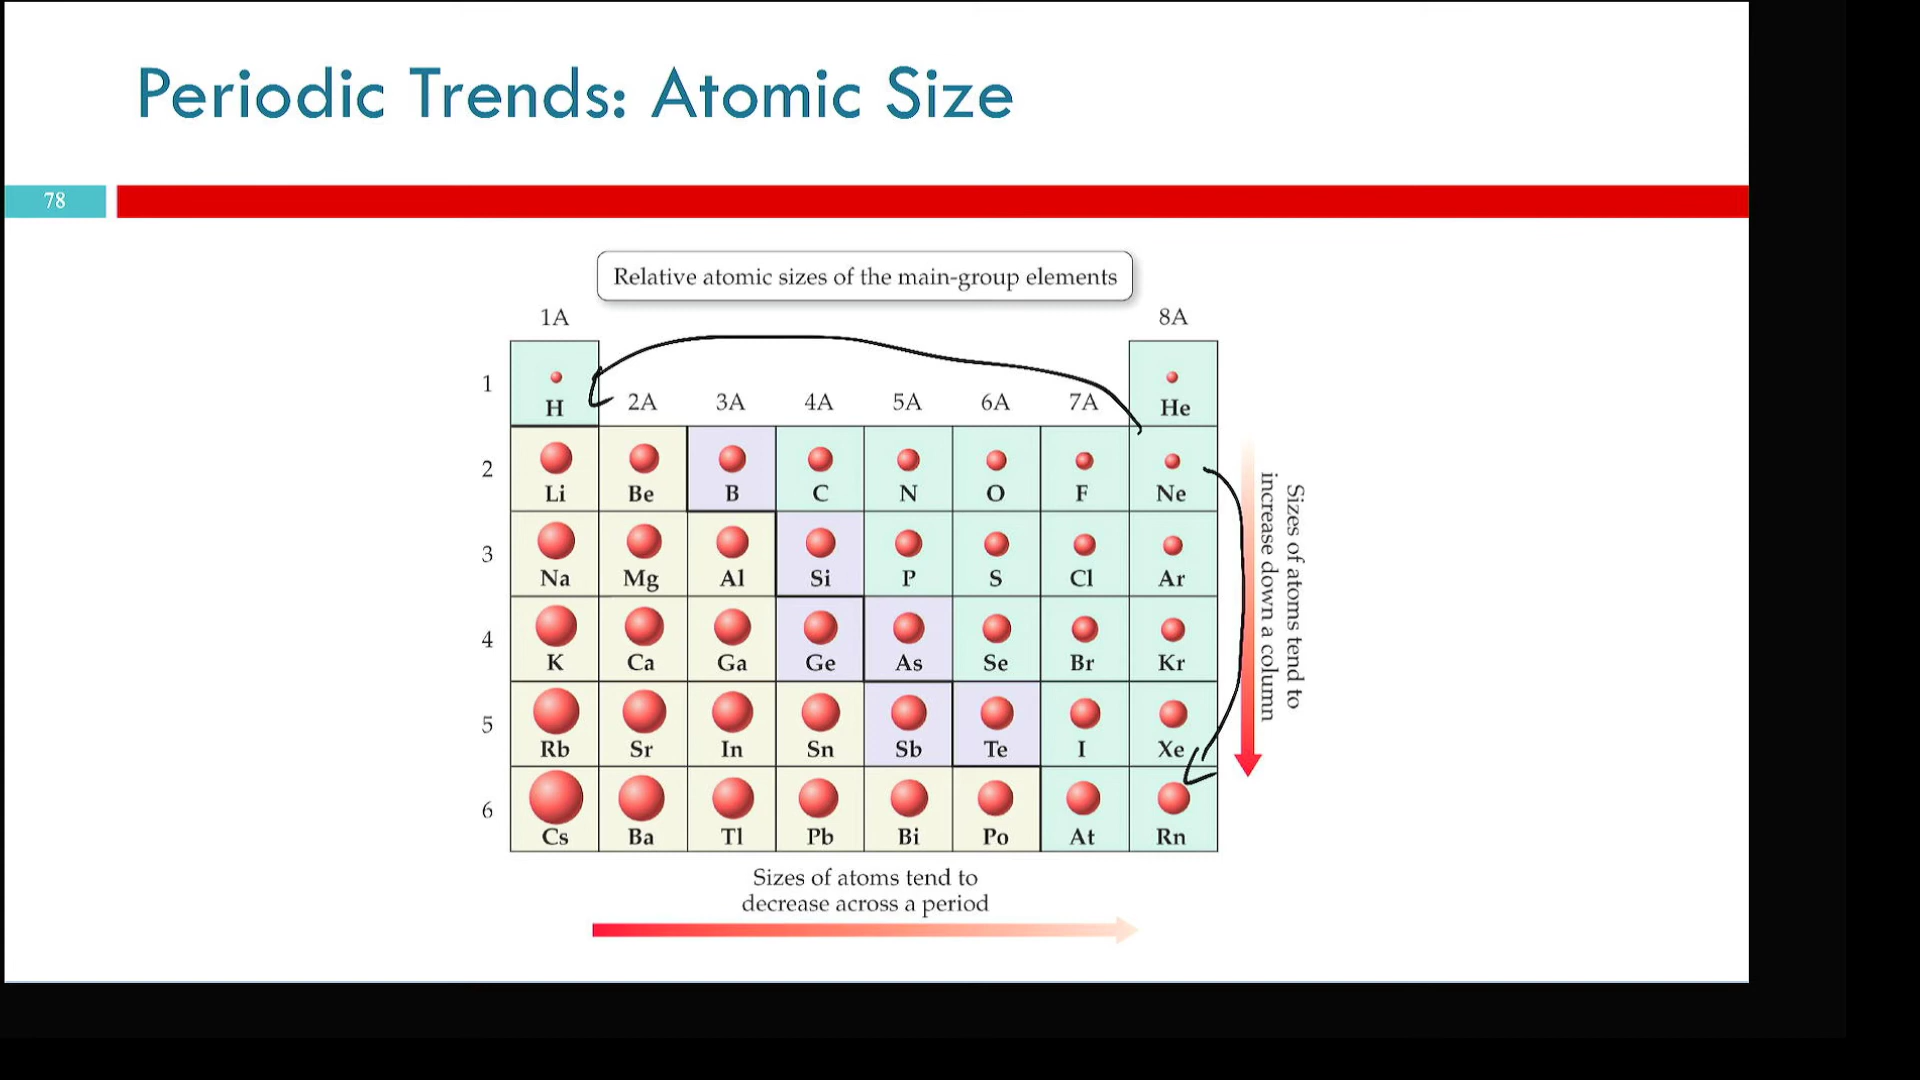 Periodic Trends: Atomic Size
78
Relative atomic sizes of the main-group elements
1A 8A
1 H 2A 3A 4A 5A 6A 7A He
2 Li Be B C N O F Ne
3 Na Mg Al Si P S Cl Ar
4 K Ca Ga Ge As Se Br Kr
5 Rb Sr In Sn Sb Te I Xe
6 Cs Ba Tl Pb Bi Po At Rn
Sizes of atoms tend to
increase down a column
Sizes of atoms tend to
decrease across a period